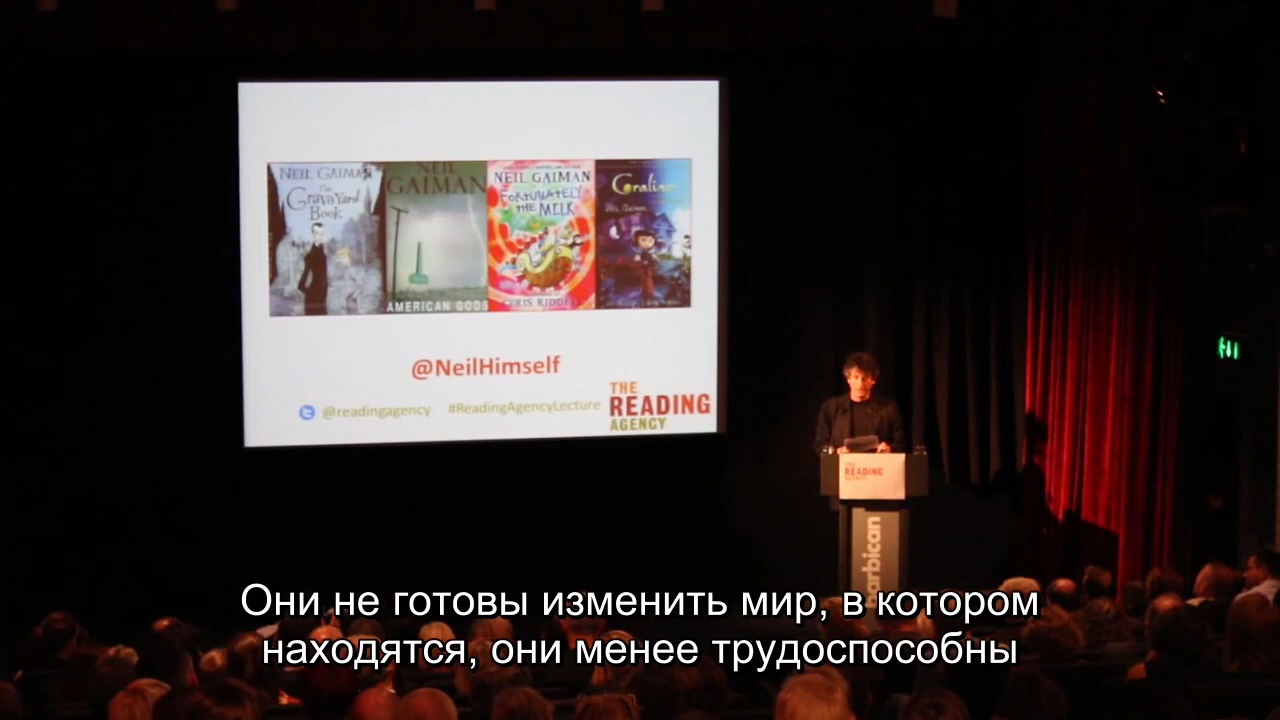 NEIL GAIMAN
The
Graveyard
Book
NEIL
GAIMAN
AMERICAN GODS
NEIL GAIMAN
FORTUNATELY
THE MILK
CHRIS RIDDELL
Coraline
@NeilHimself
@readingagency #ReadingAgencyLecture
THE
READING
AGENCY
THE
READING
AGENCY
arbican
Они не готовы изменить мир, в котором
находятся, они менее трудоспособны